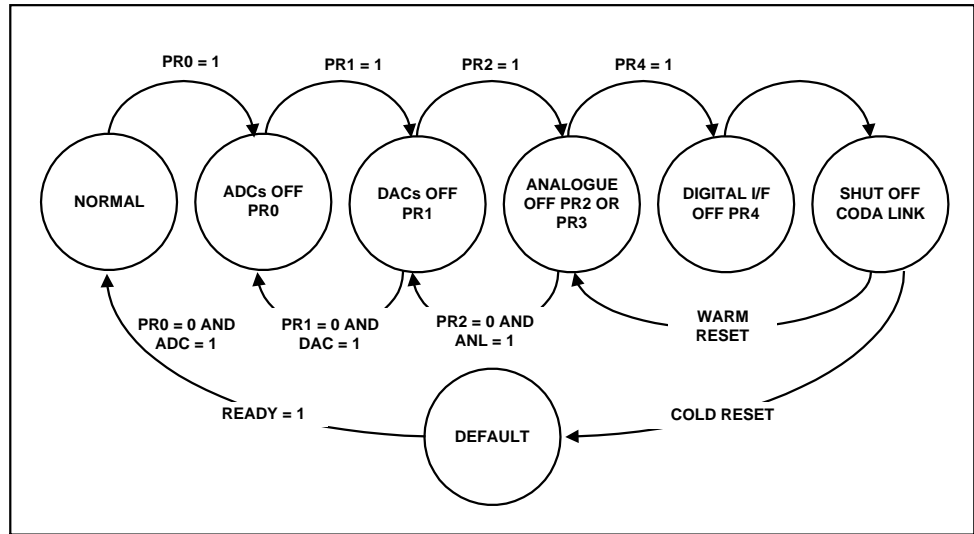 PR0 = 1
PR1 = 1
PR2 = 1
PR4 = 1
NORMAL
ADCs OFF
PR0
DACs OFF
PR1
ANALOGUE
OFF PR2 OR
PR3
DIGITAL I/F
OFF PR4
SHUT OFF
CODA LINK
PR0 = 0 AND
ADC = 1
PR1 = 0 AND
DAC = 1
PR2 = 0 AND
ANL = 1
WARM
RESET
READY = 1
DEFAULT
COLD RESET